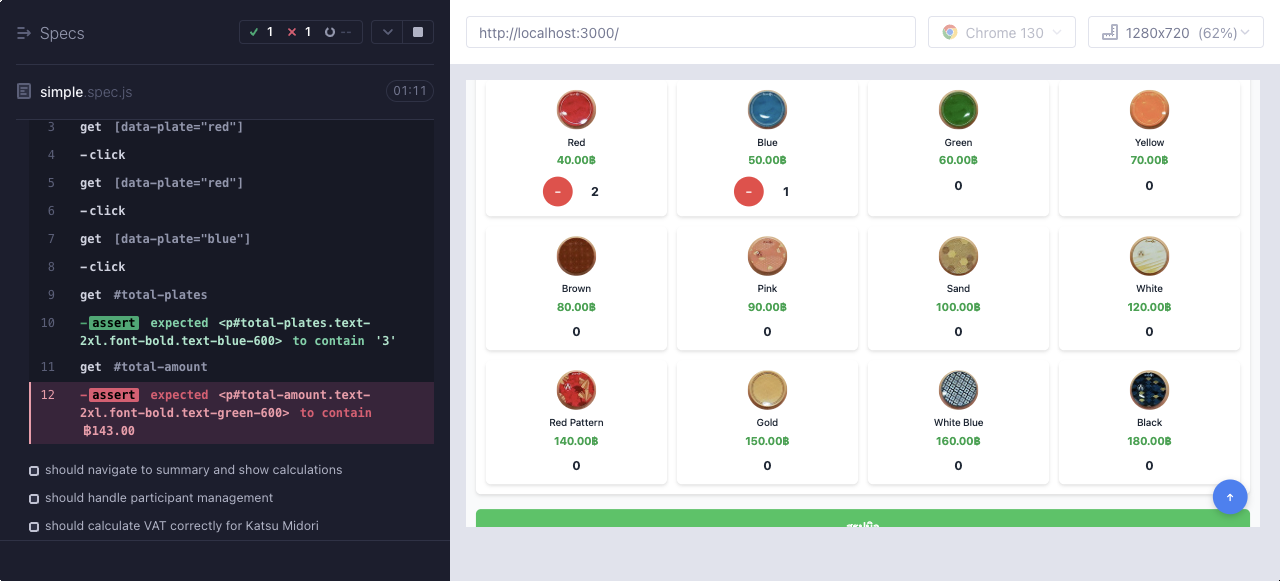 Specs
1
1
--
simple.spec.js
01:11
3 get [data-plate="red"]
4 -click
5 get [data-plate="red"]
6 -click
7 get [data-plate="blue"]
8 -click
9 get #total-plates
10 -assert expected <p#total-plates.text-
2xl.font-bold.text-blue-600> to contain '3'
11 get #total-amount
12 -assert expected <p#total-amount.text-
2xl.font-bold.text-green-600> to contain
฿143.00
should navigate to summary and show calculations
should handle participant management
should calculate VAT correctly for Katsu Midori
http://localhost:3000/
Chrome 130
1280x720 (62%)
Red
40.00฿
- 2
Blue
50.00฿
- 1
Green
60.00฿
0
Yellow
70.00฿
0
Brown
80.00฿
0
Pink
90.00฿
0
Sand
100.00฿
0
White
120.00฿
0
Red Pattern
140.00฿
0
Gold
150.00฿
0
White Blue
160.00฿
0
Black
180.00฿
0
↑